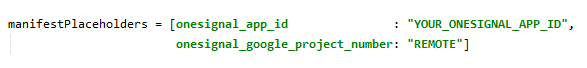 manifestPlaceholders = [onesignal_app_id : "YOUR_ONESIGNAL_APP_ID",
onesignal_google_project_number: "REMOTE"]